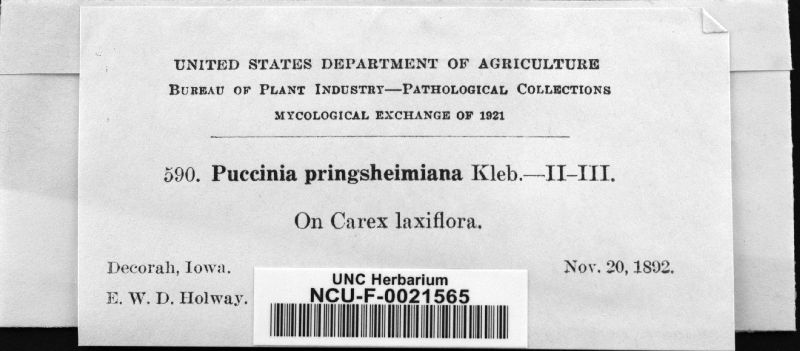 UNITED STATES DEPARTMENT OF AGRICULTURE
BUREAU OF PLANT INDUSTRY—PATHOLOGICAL COLLECTIONS
MYCOLOGICAL EXCHANGE OF 1921
590. Puccinia pringsheimiana Kleb.—II–III.
On Carex laxiflora.
Decorah, Iowa.
Nov. 20, 1892.
E. W. D. Holway.
UNC Herbarium
NCU-F-0021565